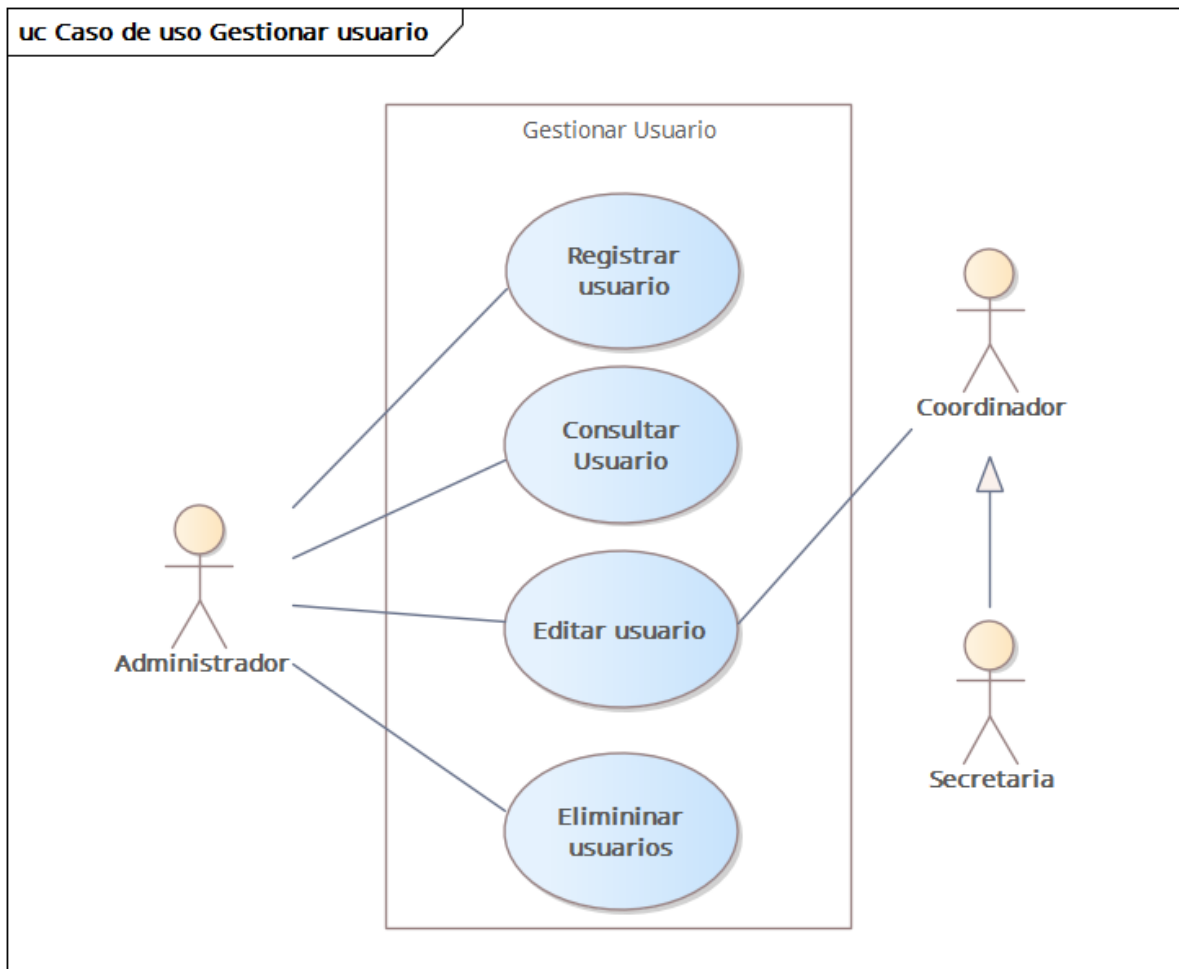 uc Caso de uso Gestionar usuario
Gestionar Usuario
Registrar
usuario
Consultar
Usuario
Coordinador
Editar usuario
Administrador
Secretaria
Elimininar
usuarios